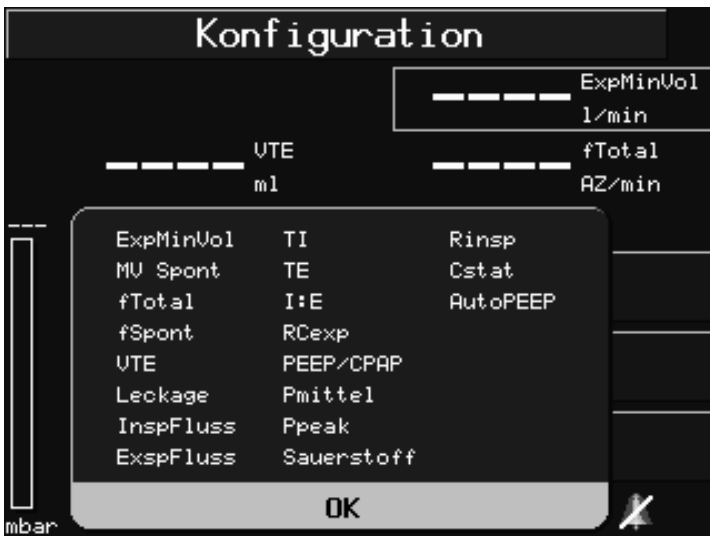 Konfiguration
---- ExpMinVol
l/min
---- VTE ---- fTotal
ml AZ/min
---
ExpMinVol TI Rinsp
MV Spont TE Cstat
fTotal I:E AutoPEEP
fSpont RCexp
VTE PEEP/CPAP
Leckage Pmittel
InspFluss Ppeak
ExspFluss Sauerstoff
OK
mbar